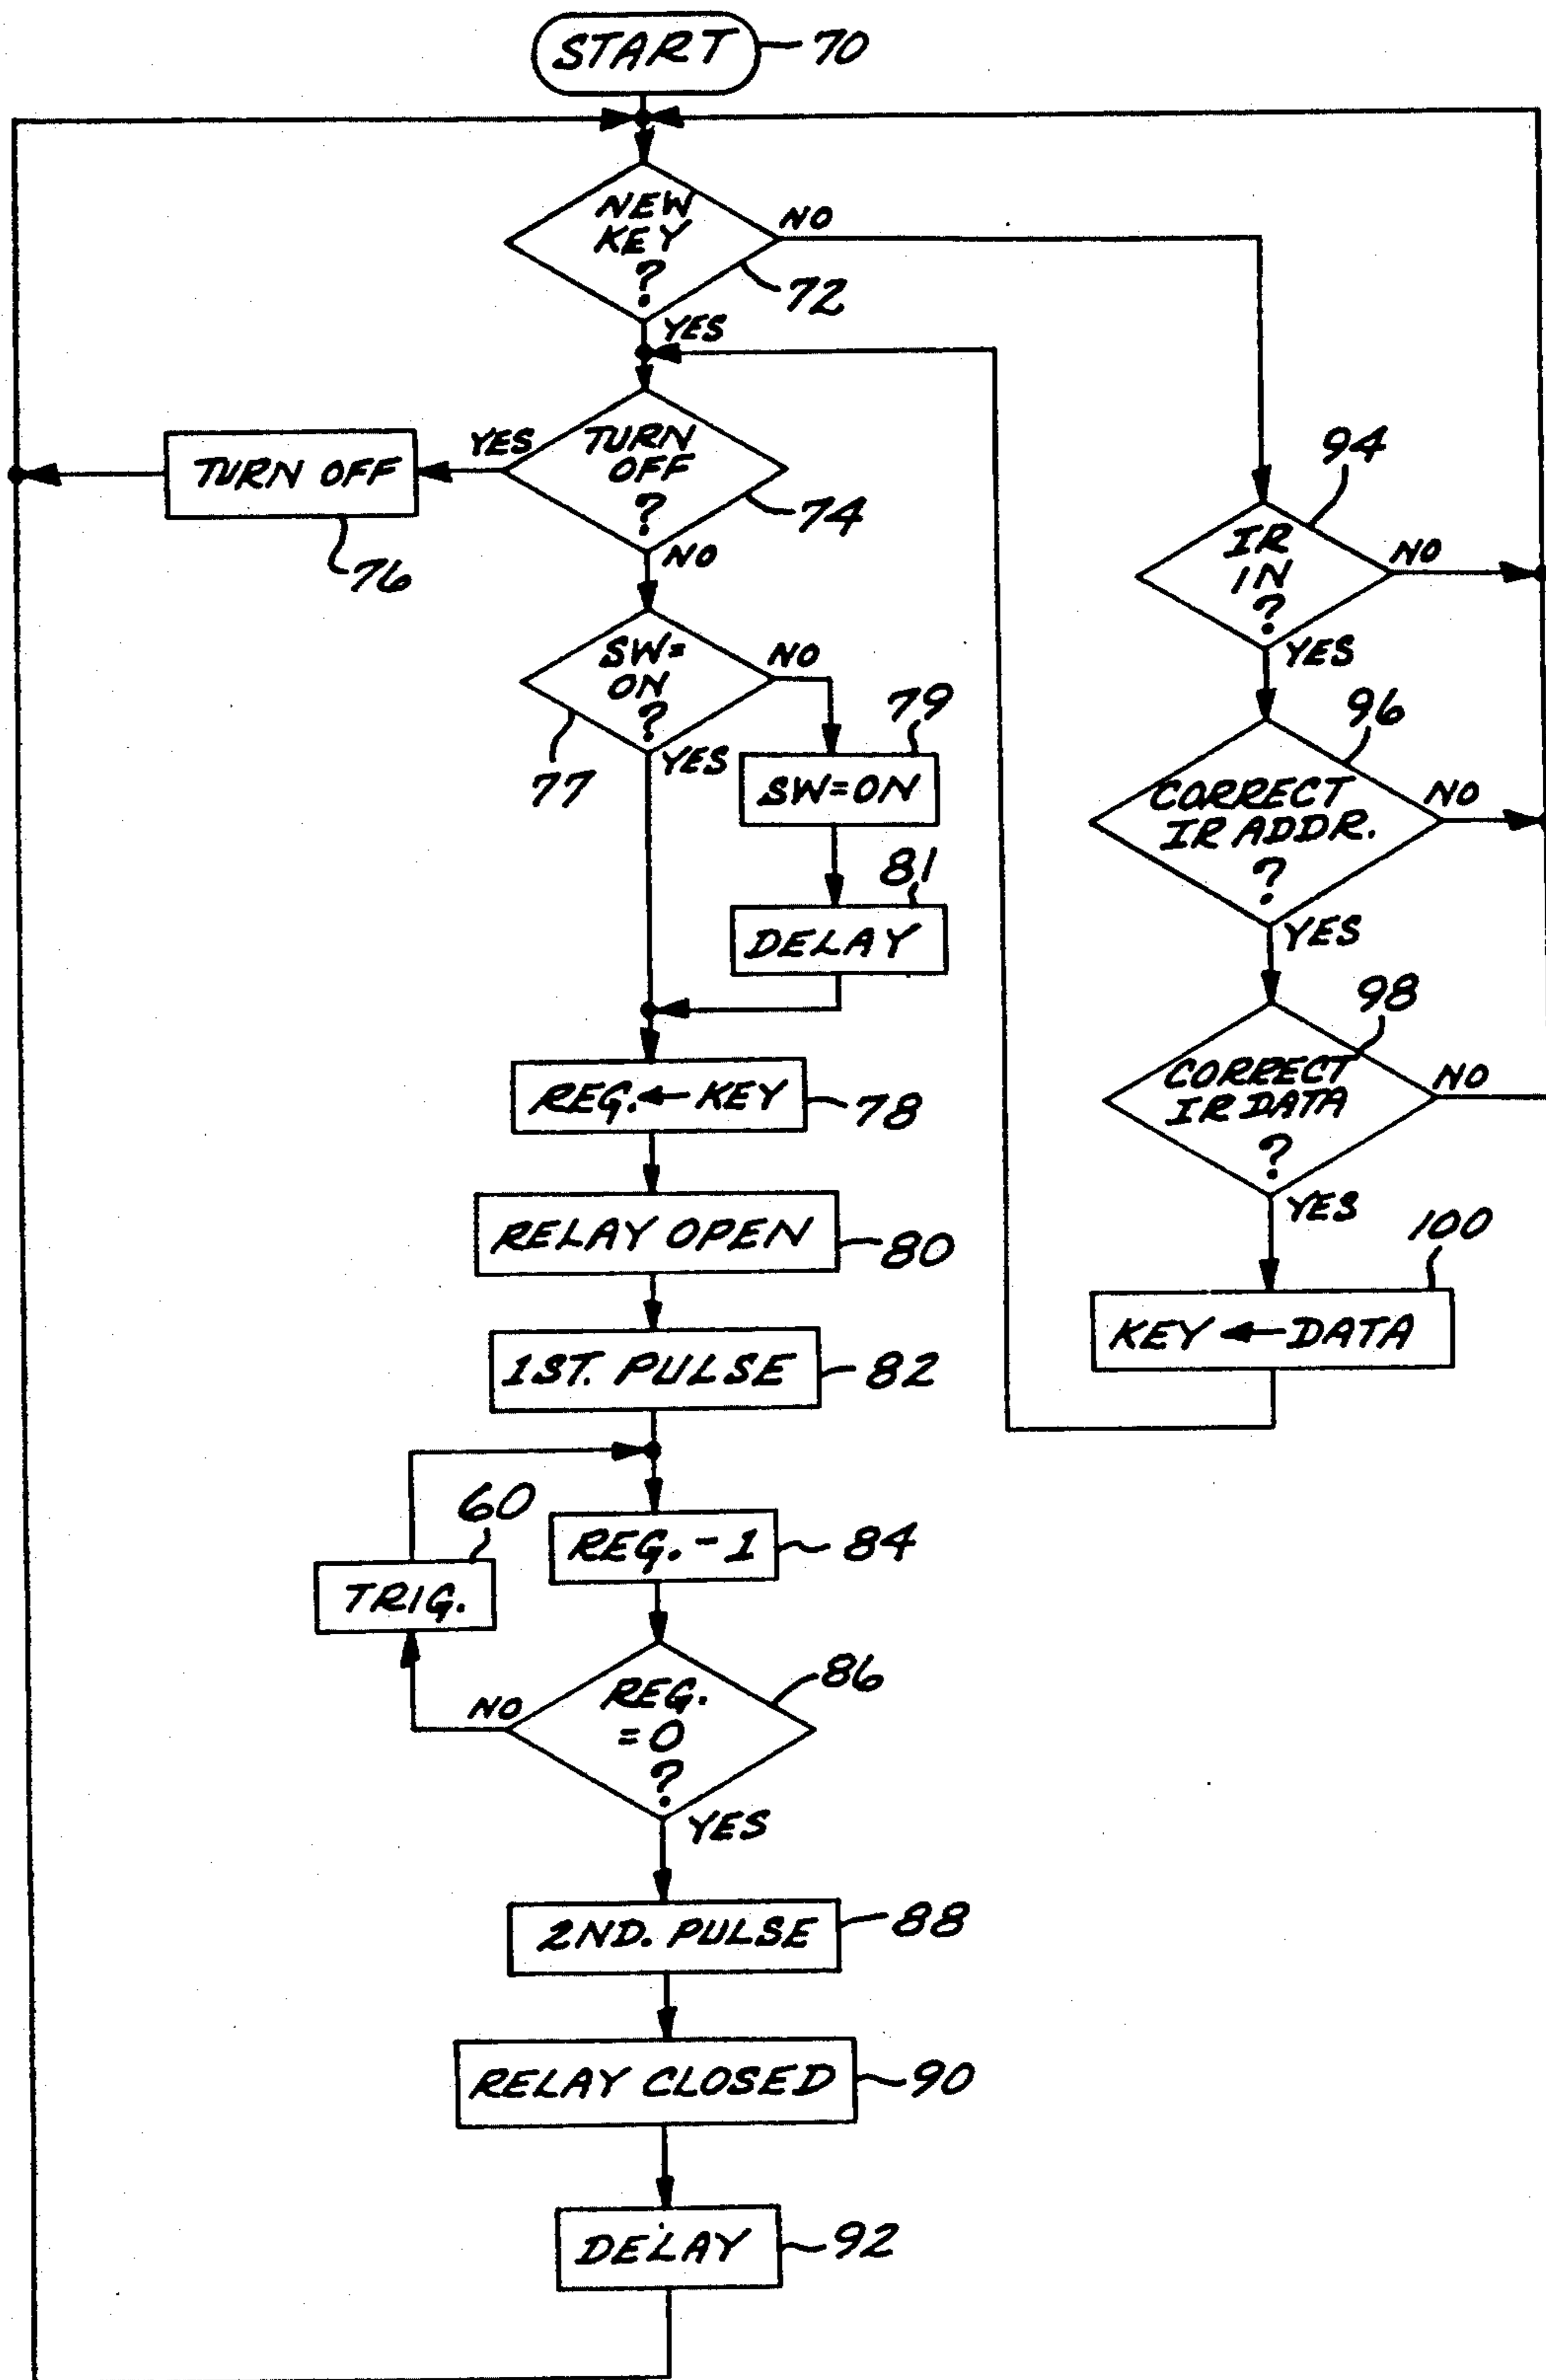 START 70
NEW
KEY
?
NO
72
YES
TURN
OFF
?
YES
74
TURN OFF
76
NO
SW=
ON
?
NO
77
YES
79
SW=ON
81
DELAY
REG.←KEY 78
RELAY OPEN 80
1ST. PULSE 82
60
TRIG.
REG.-1 84
REG.
=0
?
86
NO
YES
2ND. PULSE 88
RELAY CLOSED 90
DELAY 92
94
IR
IN
?
NO
YES
96
CORRECT
IR ADDR.
?
NO
YES
98
CORRECT
IR DATA
?
NO
YES
100
KEY←DATA